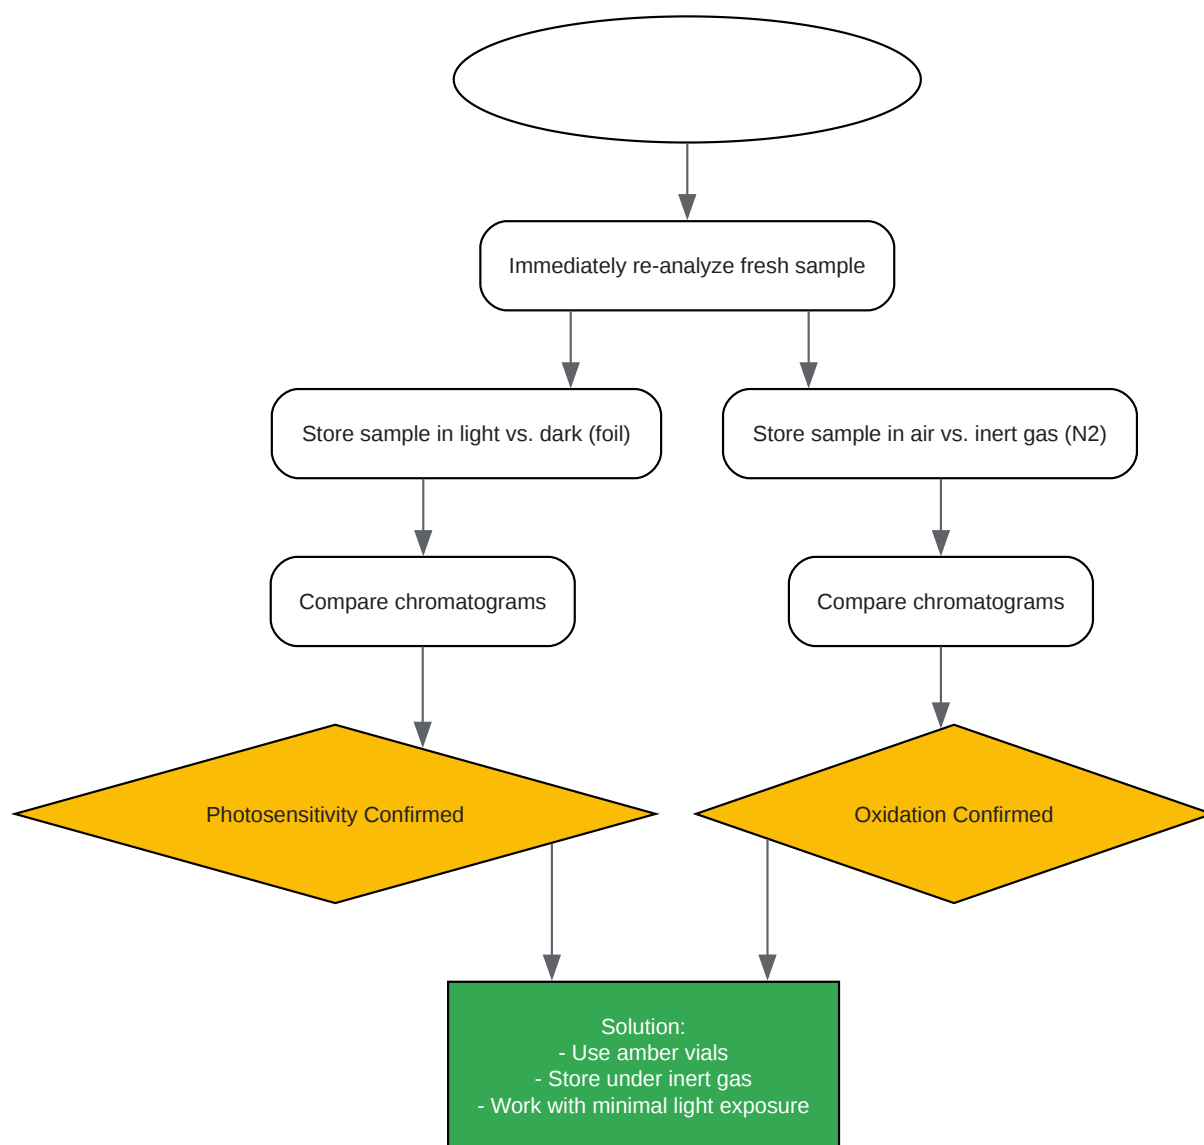 Immediately re-analyze fresh sample
Store sample in light vs. dark (foil)
Store sample in air vs. inert gas (N2)
Compare chromatograms
Compare chromatograms
Photosensitivity Confirmed
Oxidation Confirmed
Solution:
- Use amber vials
- Store under inert gas
- Work with minimal light exposure